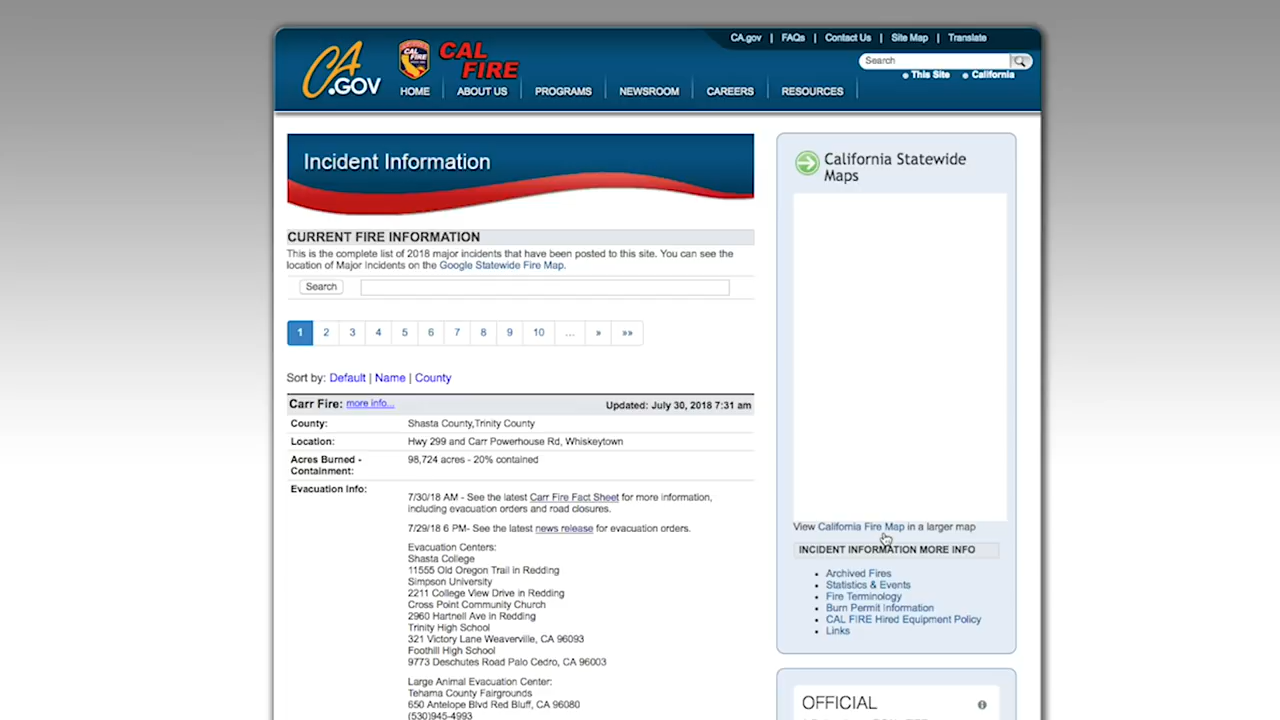 CA.gov | FAQs | Contact Us | Site Map | Translate
CA
.GOV
CAL FIRE
CAL
FIRE
Search
This Site California
HOME ABOUT US PROGRAMS NEWSROOM CAREERS RESOURCES
Incident Information
CURRENT FIRE INFORMATION
This is the complete list of 2018 major incidents that have been posted to this site. You can see the
location of Major Incidents on the Google Statewide Fire Map.
Search
1 2 3 4 5 6 7 8 9 10 ... » »»
Sort by: Default | Name | County
Carr Fire: more info... Updated: July 30, 2018 7:31 am
County: Shasta County,Trinity County
Location: Hwy 299 and Carr Powerhouse Rd, Whiskeytown
Acres Burned - 98,724 acres - 20% contained
Containment:
Evacuation Info:
7/30/18 AM - See the latest Carr Fire Fact Sheet for more information,
including evacuation orders and road closures.
7/29/18 6 PM- See the latest news release for evacuation orders.
Evacuation Centers:
Shasta College
11555 Old Oregon Trail in Redding
Simpson University
2211 College View Drive in Redding
Cross Point Community Church
2960 Hartnell Ave in Redding
Trinity High School
321 Victory Lane Weaverville, CA 96093
Foothill High School
9773 Deschutes Road Palo Cedro, CA 96003
Large Animal Evacuation Center:
Tehama County Fairgrounds
650 Antelope Blvd Red Bluff, CA 96080
(530)945-4993
California Statewide
Maps
View California Fire Map in a larger map
INCIDENT INFORMATION MORE INFO
Archived Fires
Statistics & Events
Fire Terminology
Burn Permit Information
CAL FIRE Hired Equipment Policy
Links
OFFICIAL